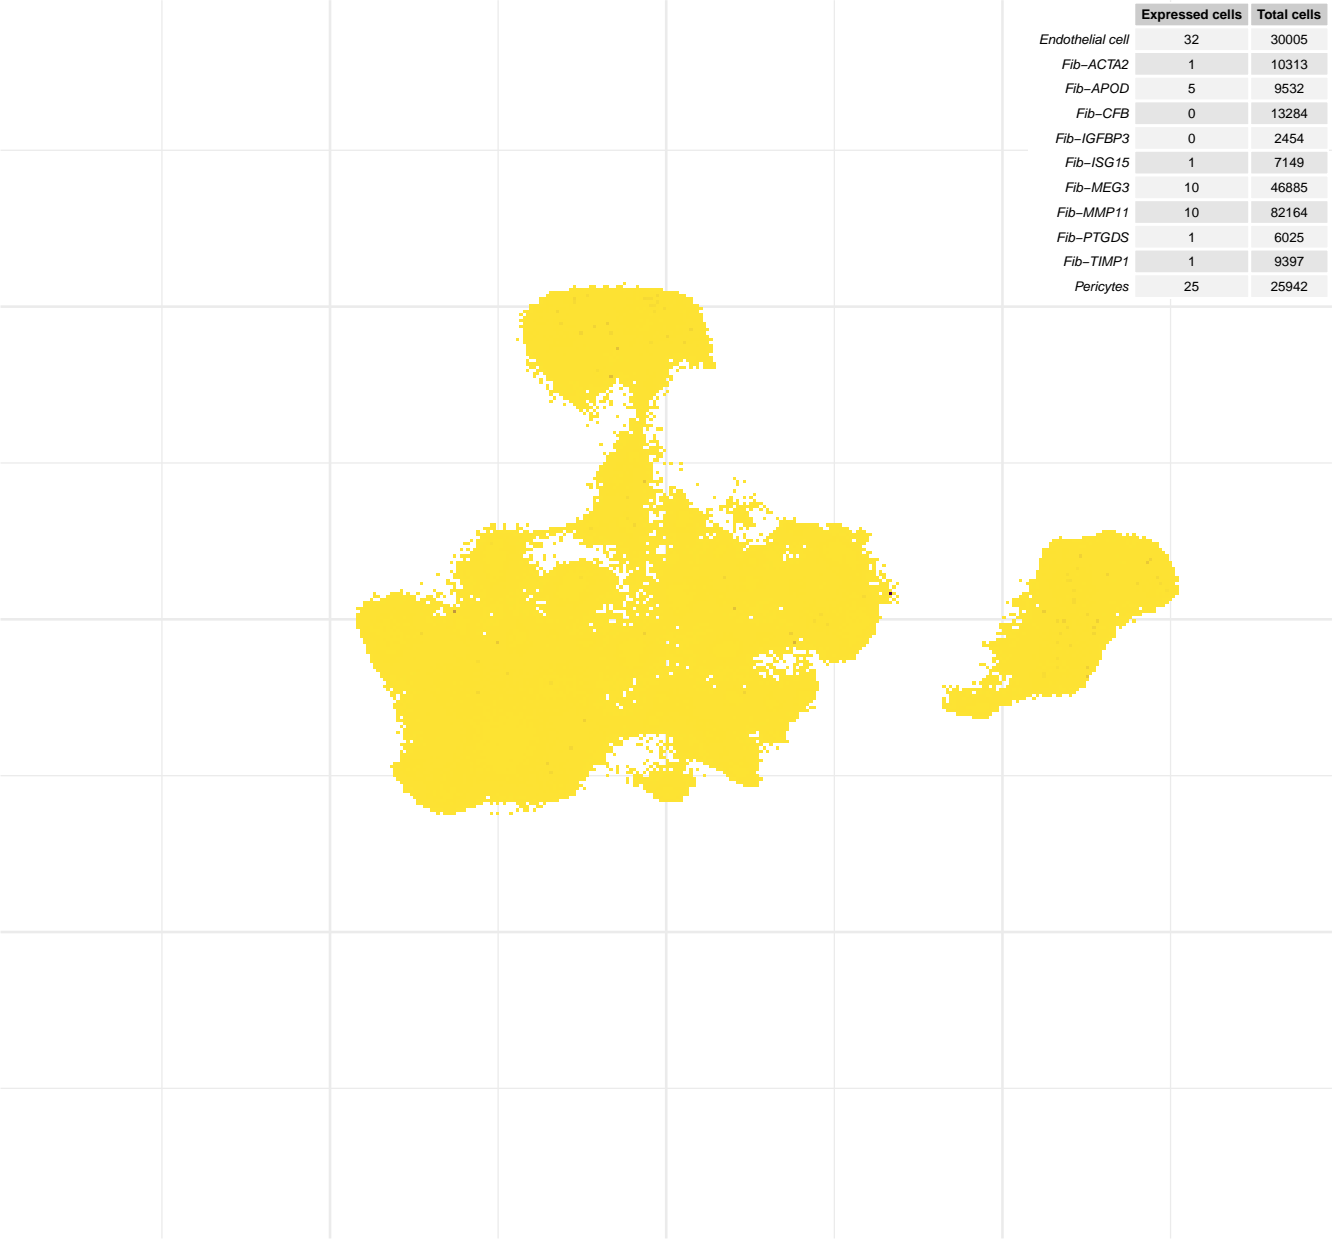 Expressed cells Total cells
Endothelial cell 32 30005
Fib−ACTA2 1 10313
Fib−APOD 5 9532
Fib−CFB 0 13284
Fib−IGFBP3 0 2454
Fib−ISG15 1 7149
Fib−MEG3 10 46885
Fib−MMP11 10 82164
Fib−PTGDS 1 6025
Fib−TIMP1 1 9397
Pericytes 25 25942